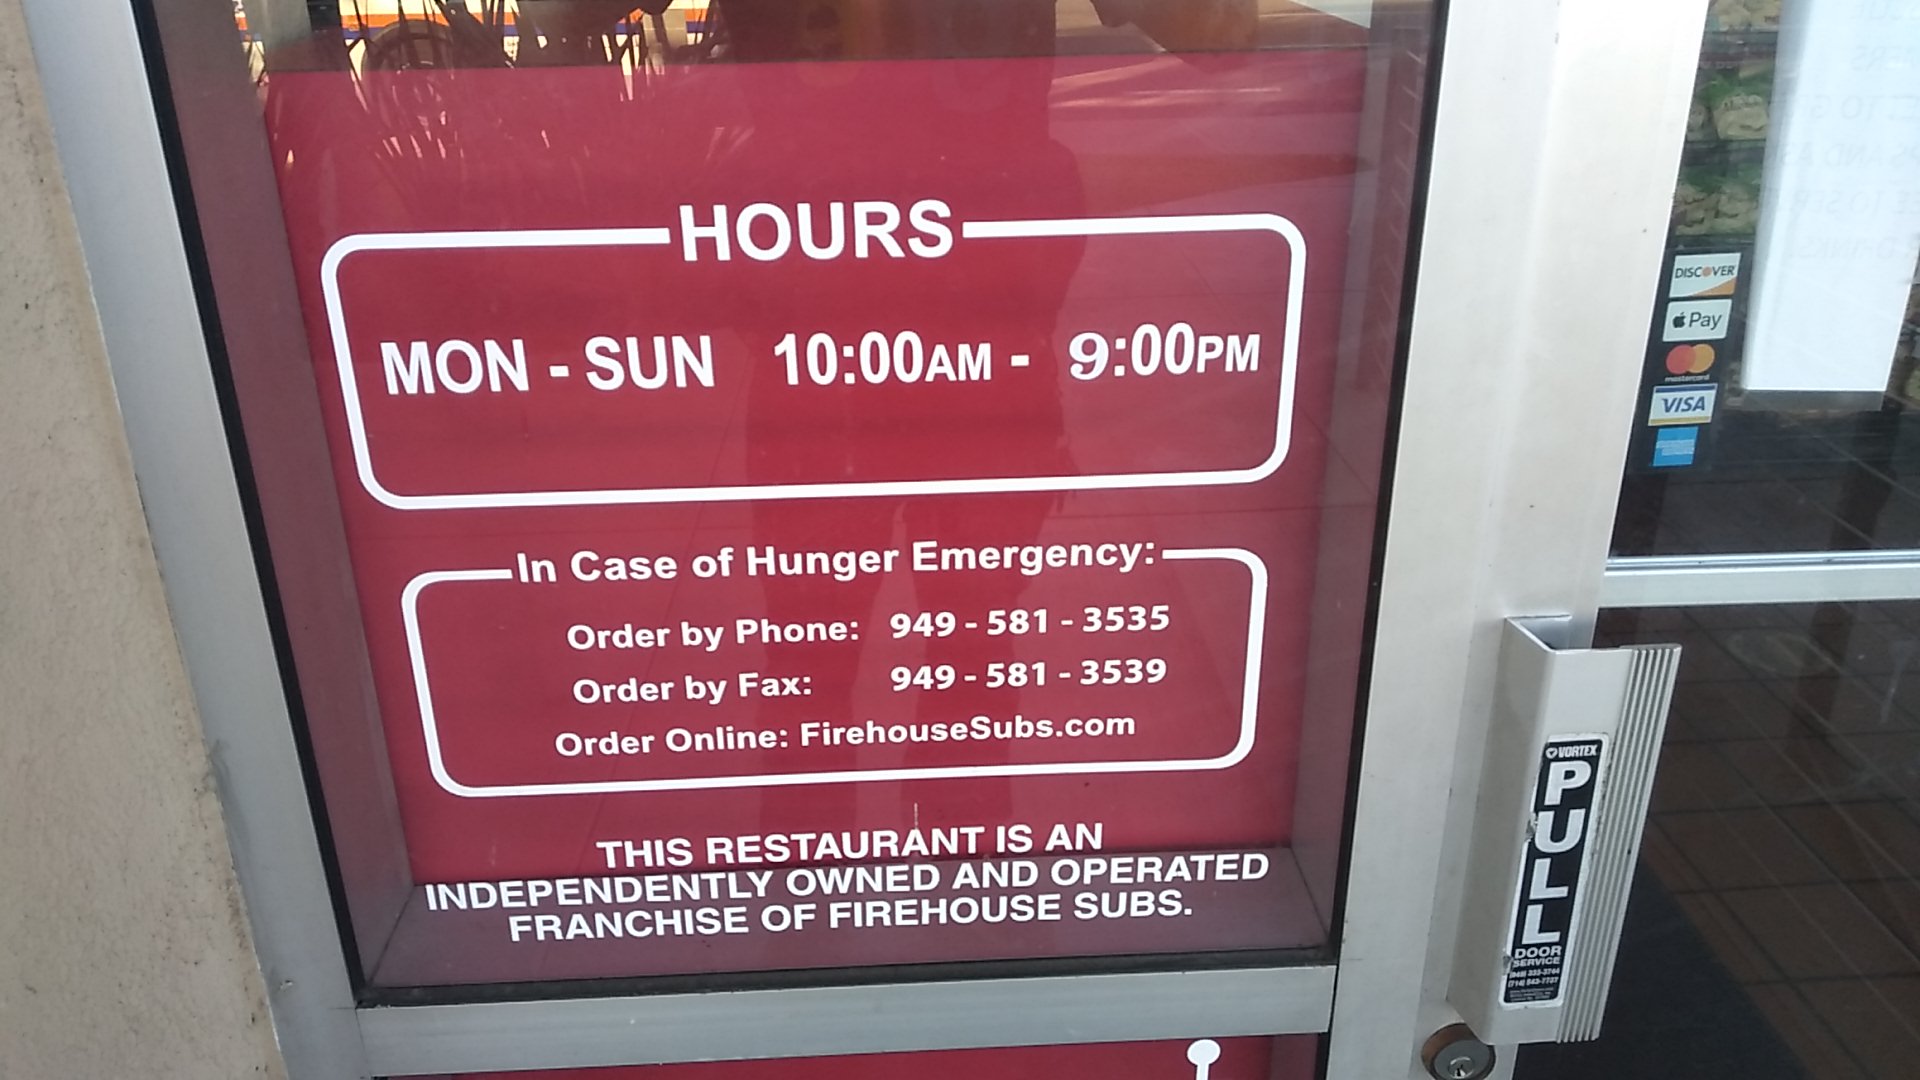 HOURS
MON - SUN 10:00AM - 9:00PM
In Case of Hunger Emergency:
Order by Phone: 949 - 581 - 3535
Order by Fax: 949 - 581 - 3539
Order Online: FirehouseSubs.com
THIS RESTAURANT IS AN
INDEPENDENTLY OWNED AND OPERATED
FRANCHISE OF FIREHOUSE SUBS.
DISCOVER
Pay
mastercard
VISA
VORTEX
PULL
DOOR
SERVICE